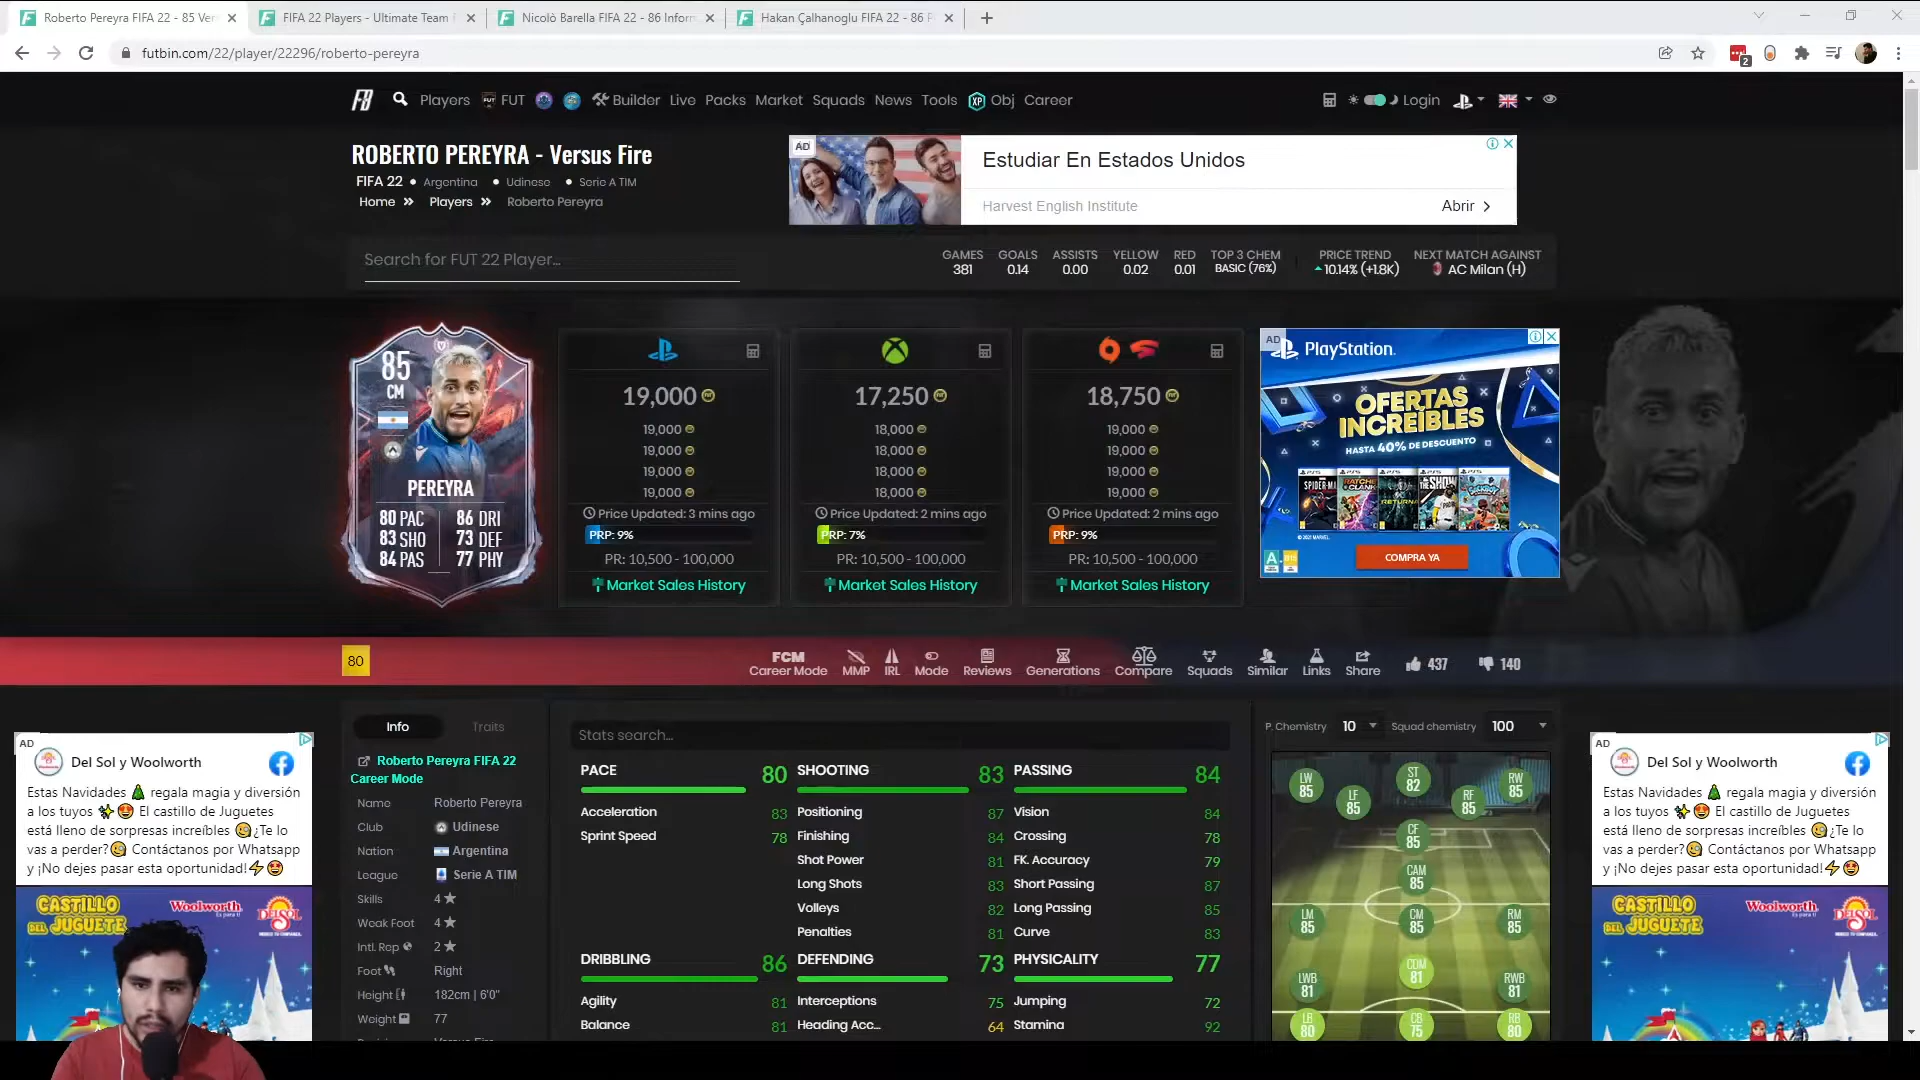 Roberto Pereyra FIFA 22 - 85 Ver
FIFA 22 Players - Ultimate Team
Nicolò Barella FIFA 22 - 86 Inform
Hakan Çalhanoglu FIFA 22 - 86
futbin.com/22/player/22296/roberto-pereyra
2
Players FUT Builder Live Packs Market Squads News Tools XP Obj Career
Login
ROBERTO PEREYRA - Versus Fire
FIFA 22 • Argentina • Udinese • Serie A TIM
Home » Players » Roberto Pereyra
AD
Estudiar En Estados Unidos
Harvest English Institute
Abrir
Search for FUT 22 Player...
GAMES GOALS ASSISTS YELLOW RED TOP 3 CHEM PRICE TREND NEXT MATCH AGAINST
381 0.14 0.00 0.02 0.01 BASIC (76%) 10.14% (+1.8K) AC Milan (H)
85
CM
PEREYRA
80 PAC 86 DRI
83 SHO 73 DEF
84 PAS 77 PHY
19,000
19,000
19,000
19,000
19,000
Price Updated: 3 mins ago
PRP: 9%
PR: 10,500 - 100,000
Market Sales History
17,250
18,000
18,000
18,000
18,000
Price Updated: 2 mins ago
PRP: 7%
PR: 10,500 - 100,000
Market Sales History
18,750
19,000
19,000
19,000
19,000
Price Updated: 2 mins ago
PRP: 9%
PR: 10,500 - 100,000
Market Sales History
AD
PlayStation.
OFERTAS
INCREÍBLES
HASTA 40% DE DESCUENTO
COMPRA YA
80
FCM
Career Mode MMP IRL Mode Reviews Generations Compare Squads Similar Links Share 437 140
Info Traits
Roberto Pereyra FIFA 22
Career Mode
Name Roberto Pereyra
Club Udinese
Nation Argentina
League Serie A TIM
Skills 4★
Weak Foot 4★
Intl. Rep 2★
Foot Right
Height 182cm | 6'0"
Weight 77
Stats search...
PACE 80
Acceleration 83
Sprint Speed 78
SHOOTING 83
Positioning 87
Finishing 84
Shot Power 81
Long Shots 83
Volleys 82
Penalties 81
PASSING 84
Vision 84
Crossing 78
FK. Accuracy 79
Short Passing 87
Long Passing 85
Curve 83
DRIBBLING 86
Agility 81
Balance 81
DEFENDING 73
Interceptions 75
Heading Acc... 64
PHYSICALITY 77
Jumping 72
Stamina 92
P. Chemistry 10 Squad chemistry 100
LW 85
ST 82
RW 85
LF 85
RF 85
CF 85
CAM 85
LM 85
CM 85
RM 85
CDM 81
LWB 81
RWB 81
LB 80
CB 75
RB 80
AD
Del Sol y Woolworth
Estas Navidades 🎄 regala magia y diversión
a los tuyos ✨🤩 El castillo de Juguetes
está lleno de sorpresas increíbles 🧐¿Te lo
vas a perder?🧐 Contáctanos por Whatsapp
y ¡No dejes pasar esta oportunidad!⚡🤩
CASTILLO
DEL JUGUETE
Woolworth
Es para ti
DEL SOL
AD
Del Sol y Woolworth
Estas Navidades 🎄 regala magia y diversión
a los tuyos ✨🤩 El castillo de Juguetes
está lleno de sorpresas increíbles 🧐¿Te lo
vas a perder?🧐 Contáctanos por Whatsapp
y ¡No dejes pasar esta oportunidad!⚡🤩
CASTILLO
DEL JUGUETE
Woolworth
DEL SOL